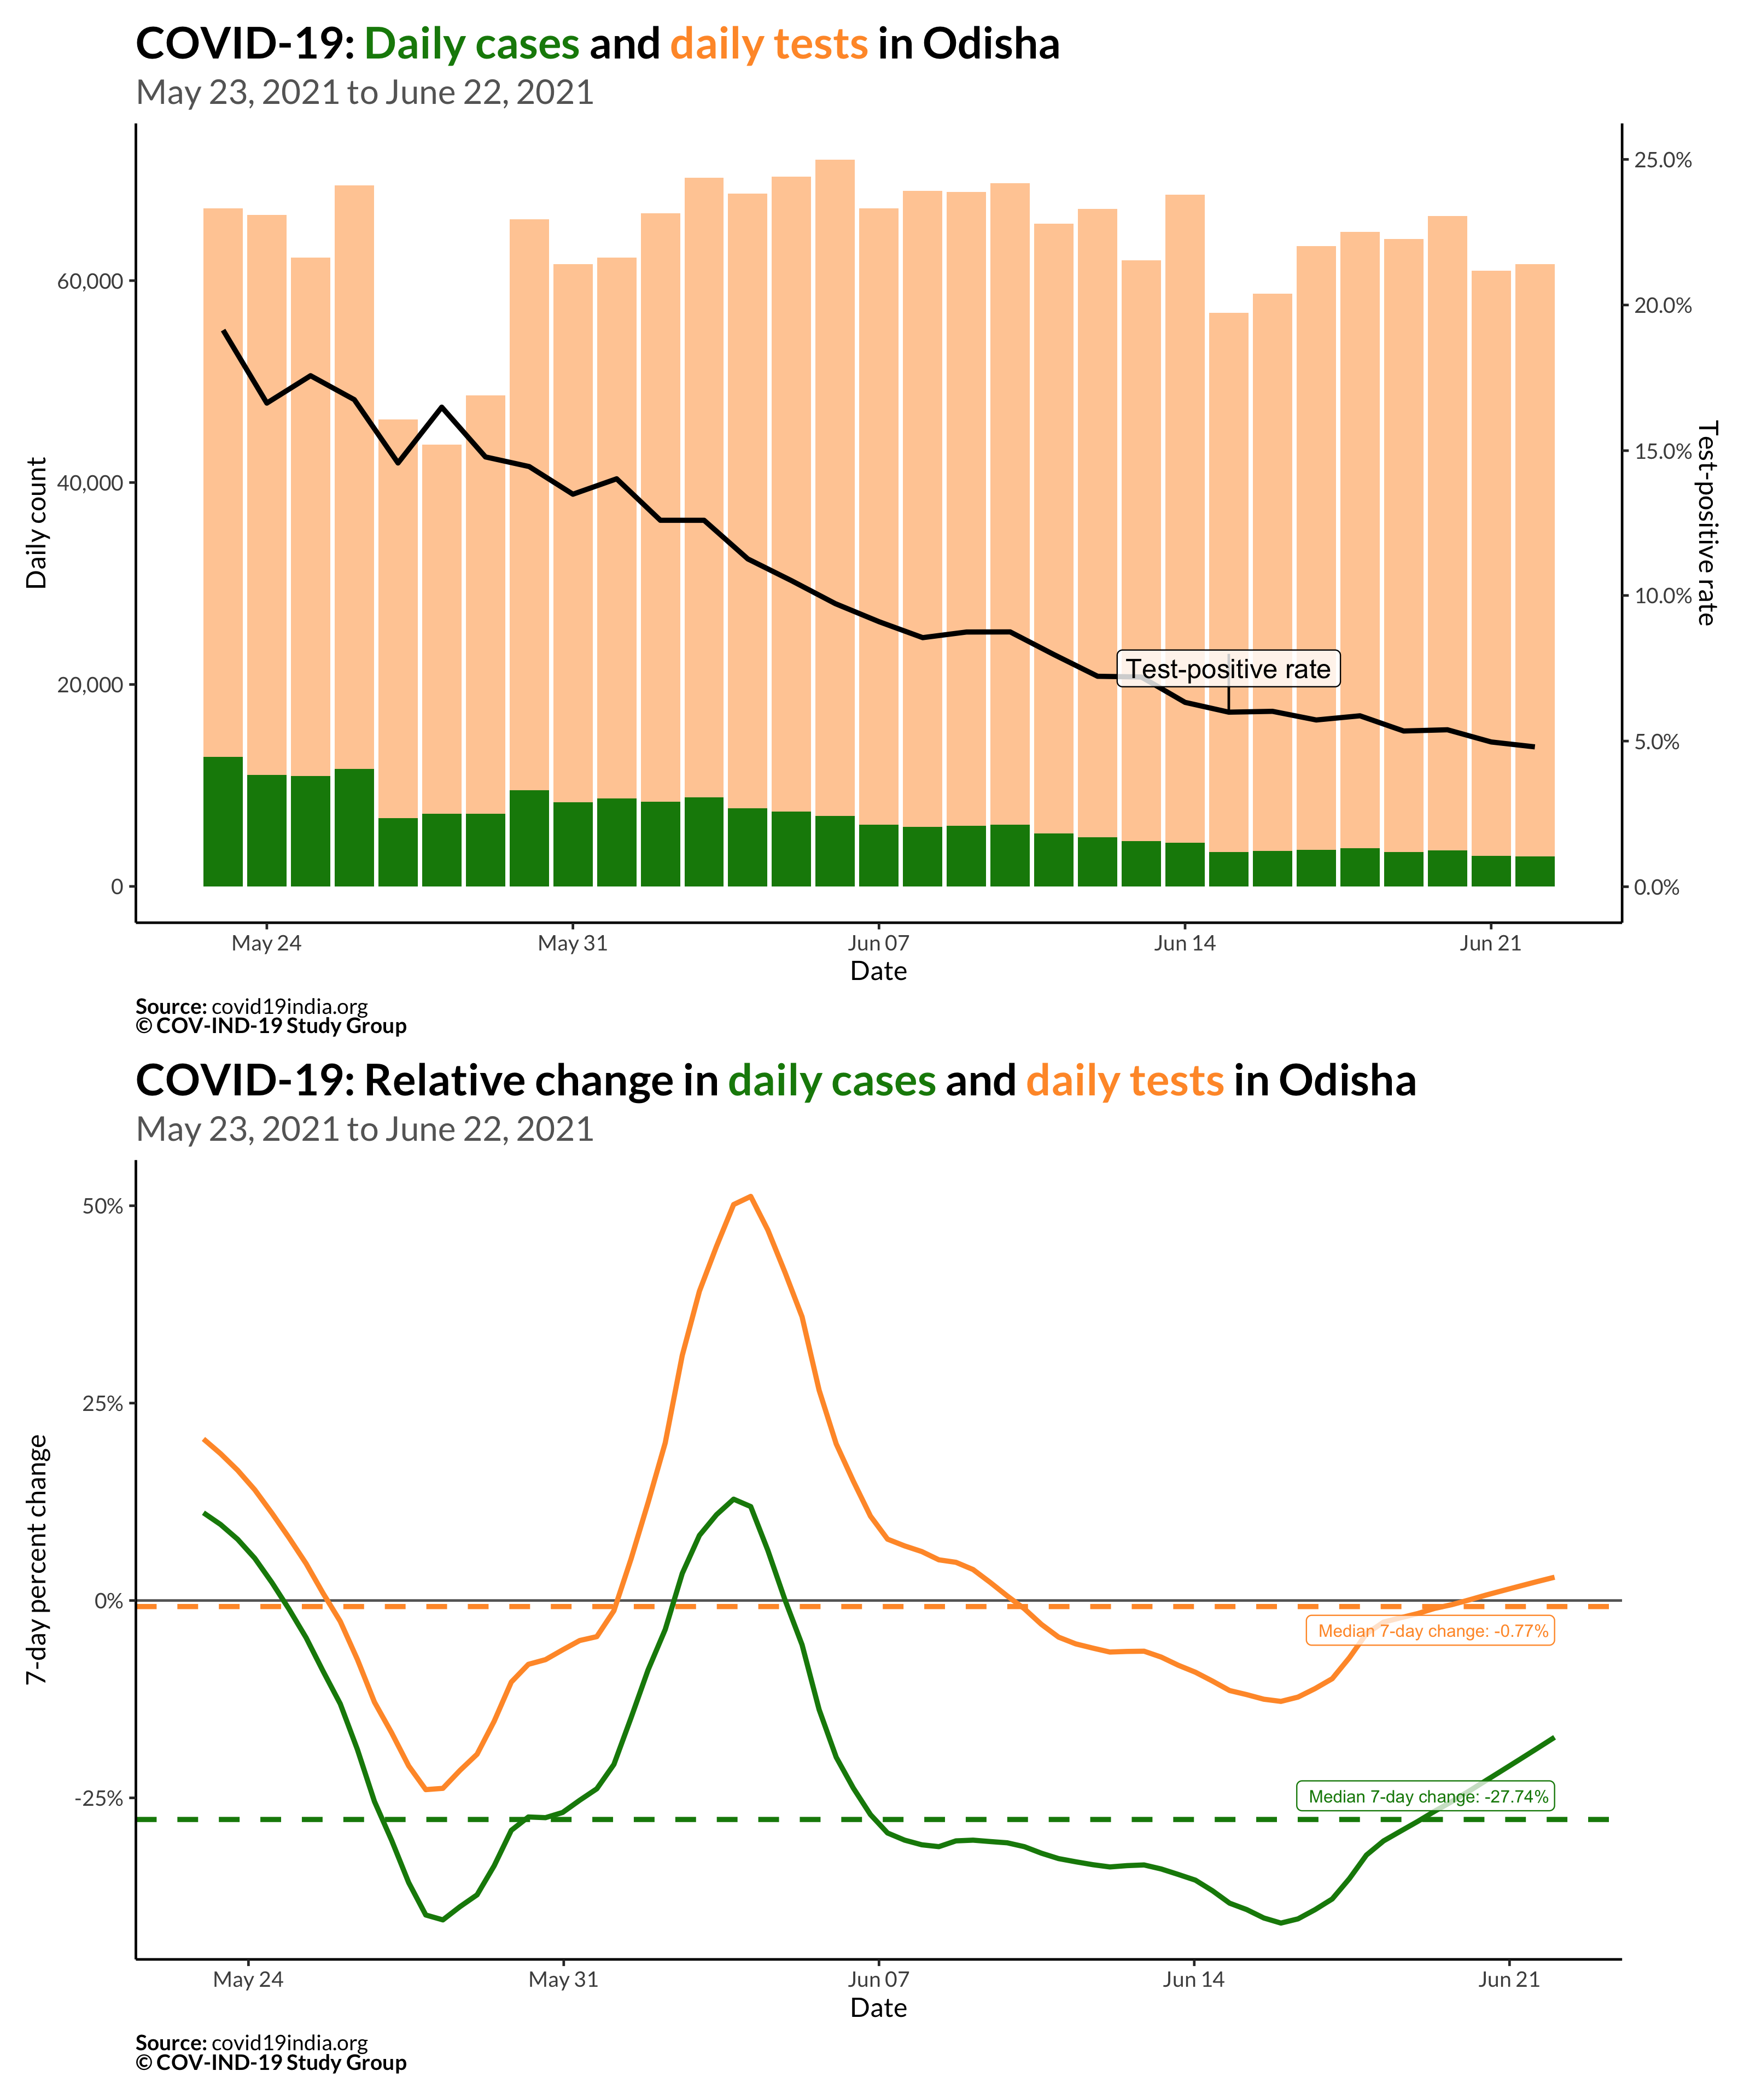 COVID-19: Daily cases and daily tests in Odisha
May 23, 2021 to June 22, 2021
Daily count
60,000
40,000
20,000
0
25.0%
20.0%
15.0%
10.0%
5.0%
0.0%
Test-positive rate
Test-positive rate
May 24
May 31
Jun 07
Jun 14
Jun 21
Date
Source: covid19india.org
© COV-IND-19 Study Group
COVID-19: Relative change in daily cases and daily tests in Odisha
May 23, 2021 to June 22, 2021
7-day percent change
50%
25%
0%
-25%
Median 7-day change: -0.77%
Median 7-day change: -27.74%
May 24
May 31
Jun 07
Jun 14
Jun 21
Date
Source: covid19india.org
© COV-IND-19 Study Group